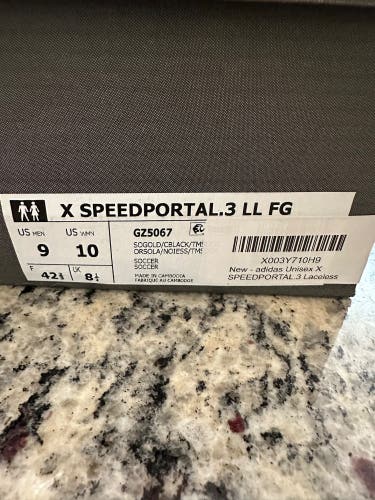 X SPEEDPORTAL.3 LL FG
US MEN
9
US WMN
10
F
42⅔
UK
8½
GZ5067
SOGOLD/CBLACK/TMS
ORSOLA/NOIESS/TMS
SOCCER
SOCCER
MADE IN CAMBODIA
FABRIQUE AU CAMBODGE
X003Y710H9
New - adidas Unisex X
SPEEDPORTAL.3 Laceless